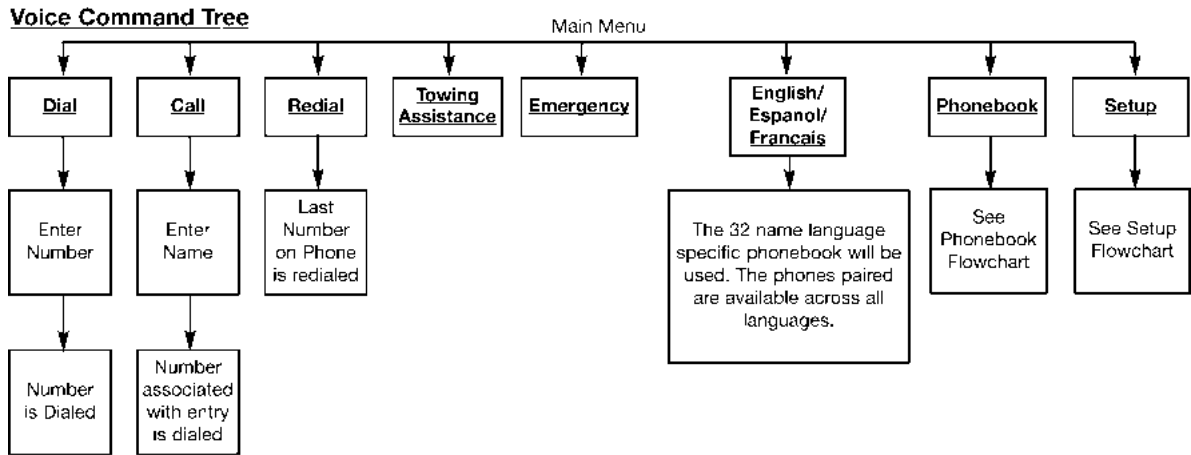 Voice Command Tree
Main Menu
Dial
Call
Redial
Towing
Assistance
Emergency
English/
Espanol/
Francais
Phonebook
Setup
Enter
Number
Enter
Name
Last
Number
on Phone
is redialed
The 32 name language
specific phonebook will be
used. The phones paired
are available across all
languages.
See
Phonebook
Flowchart
See Setup
Flowchart
Number
is Dialed
Number
associated
with entry
is dialed